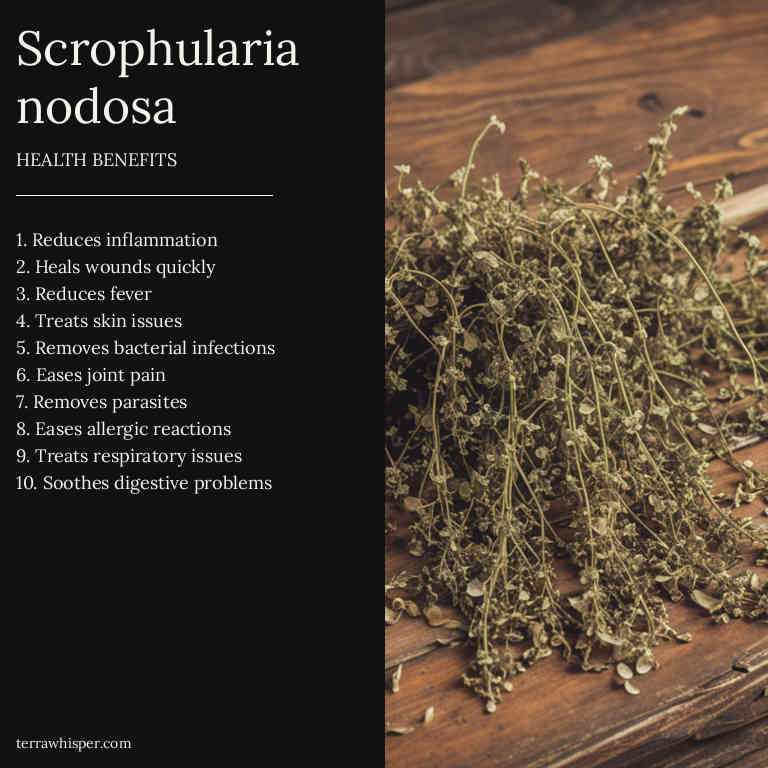 Scrophularia
nodosa
HEALTH BENEFITS
1. Reduces inflammation
2. Heals wounds quickly
3. Reduces fever
4. Treats skin issues
5. Removes bacterial infections
6. Eases joint pain
7. Removes parasites
8. Eases allergic reactions
9. Treats respiratory issues
10. Soothes digestive problems
terrawhisper.com